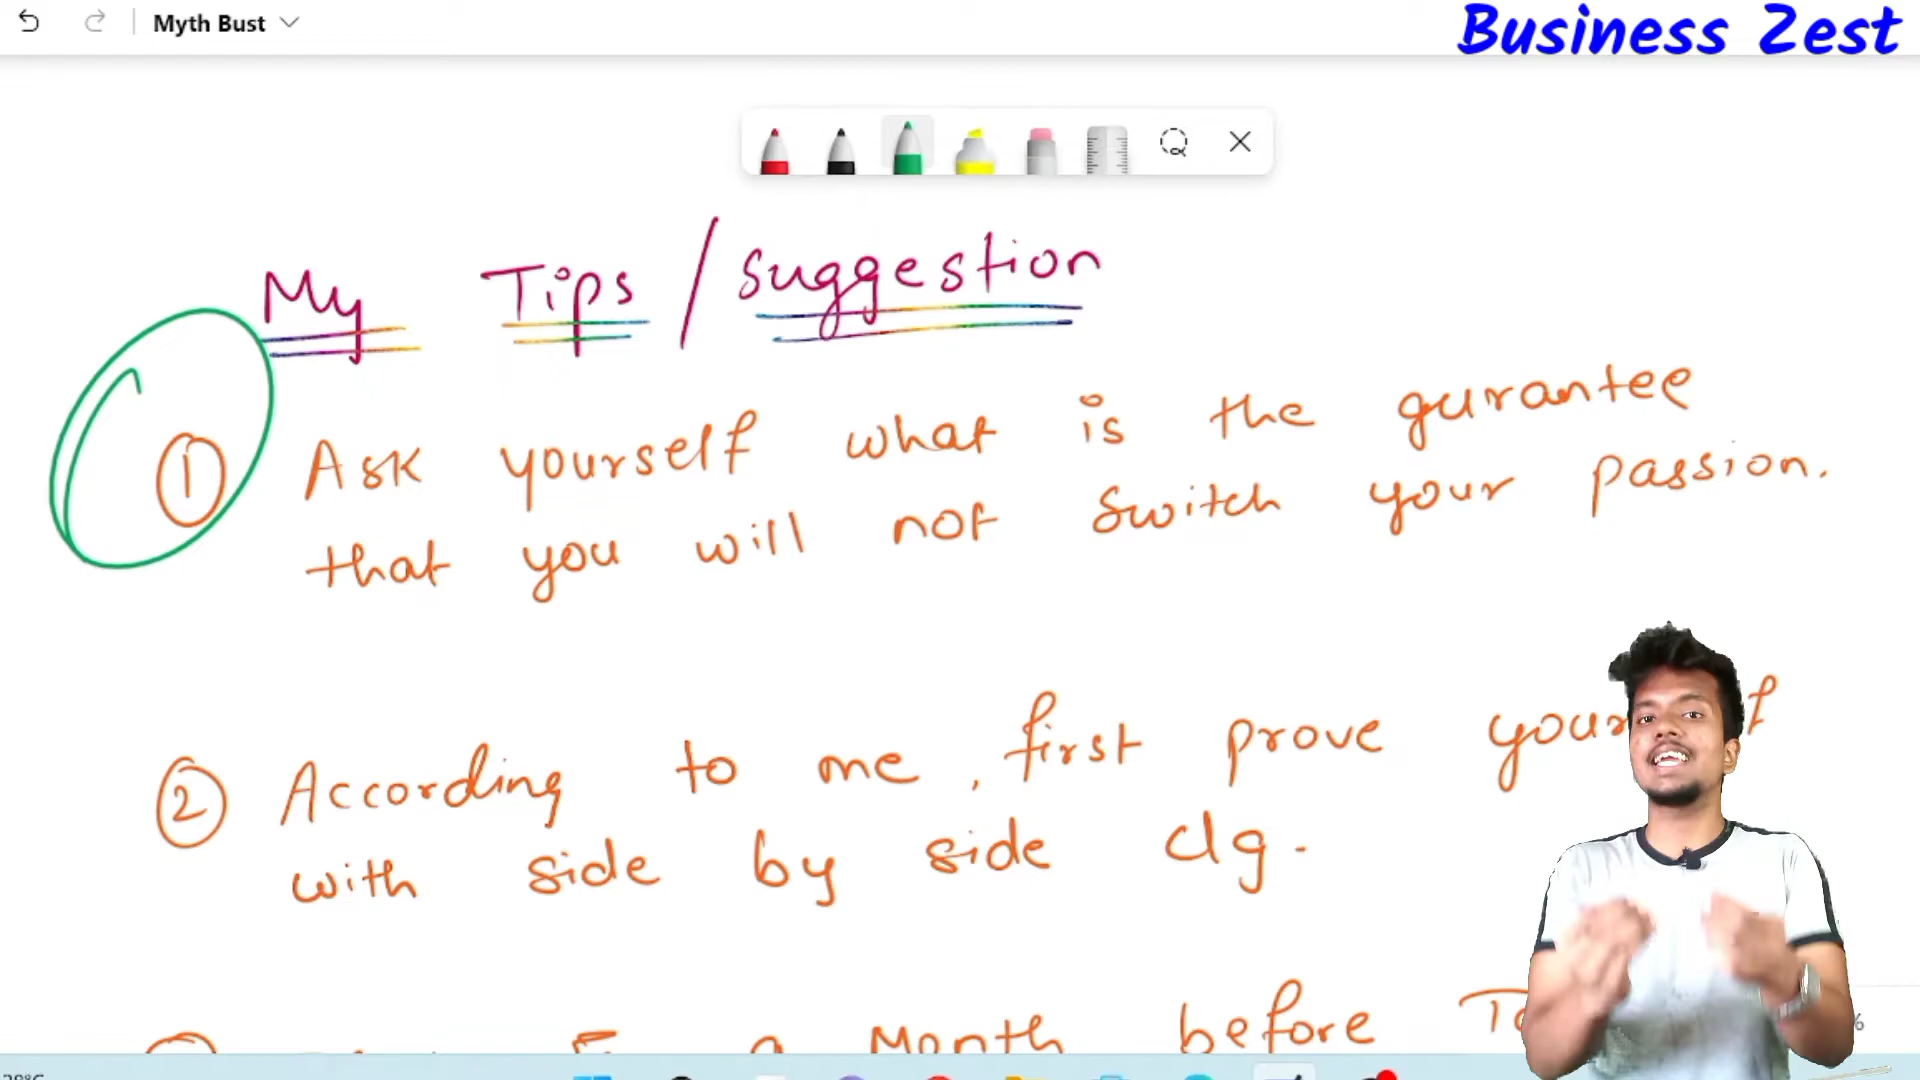 Myth Bust
Business Zest
My Tips / Suggestion
① Ask yourself what is the gurantee
that you will not switch your passion.
② According to me, first prove
with side by side clg.
a Month before